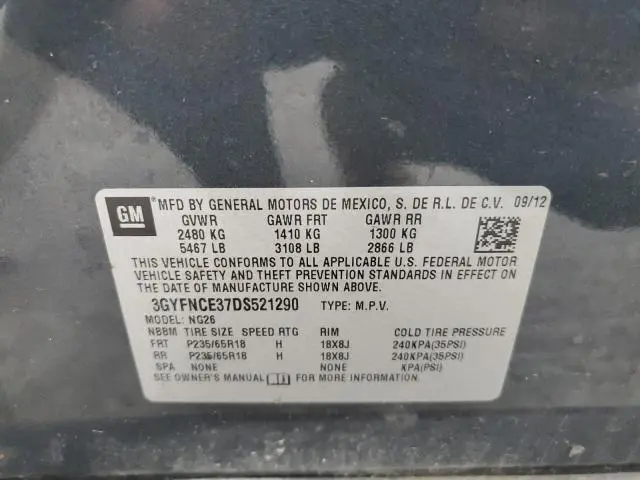 GM MFD BY GENERAL MOTORS DE MEXICO, S. DE R.L. DE C.V. 09/12
GVWR GAWR FRT GAWR RR
2480 KG 1410 KG 1300 KG
5467 LB 3108 LB 2866 LB
THIS VEHICLE CONFORMS TO ALL APPLICABLE U.S. FEDERAL MOTOR
VEHICLE SAFETY AND THEFT PREVENTION STANDARDS IN EFFECT ON
THE DATE OF MANUFACTURE SHOWN ABOVE.
3GYFNCE37DS521290 TYPE: M.P.V.
MODEL: NG26
NBBM TIRE SIZE SPEED RTG RIM COLD TIRE PRESSURE
FRT P235/65R18 H 18X8J 240KPA(35PSI)
RR P235/65R18 H 18X8J 240KPA(35PSI)
SPA NONE NONE KPA(PSI)
SEE OWNER'S MANUAL FOR MORE INFORMATION.